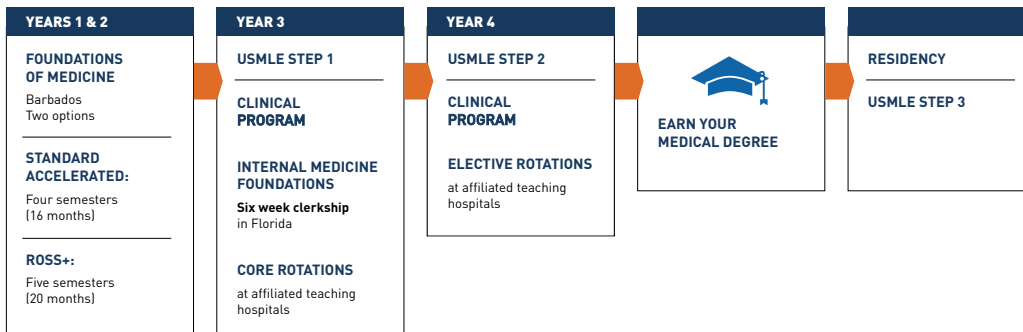 YEARS 1 & 2
FOUNDATIONS
OF MEDICINE
Barbados
Two options
STANDARD
ACCELERATED:
Four semesters
(16 months)
ROSS+:
Five semesters
(20 months)
YEAR 3
USMLE STEP 1
CLINICAL
PROGRAM
INTERNAL MEDICINE
FOUNDATIONS
Six week clerkship
in Florida
CORE ROTATIONS
at affiliated teaching
hospitals
YEAR 4
USMLE STEP 2
CLINICAL
PROGRAM
ELECTIVE ROTATIONS
at affiliated teaching
hospitals
EARN YOUR
MEDICAL DEGREE
RESIDENCY
USMLE STEP 3